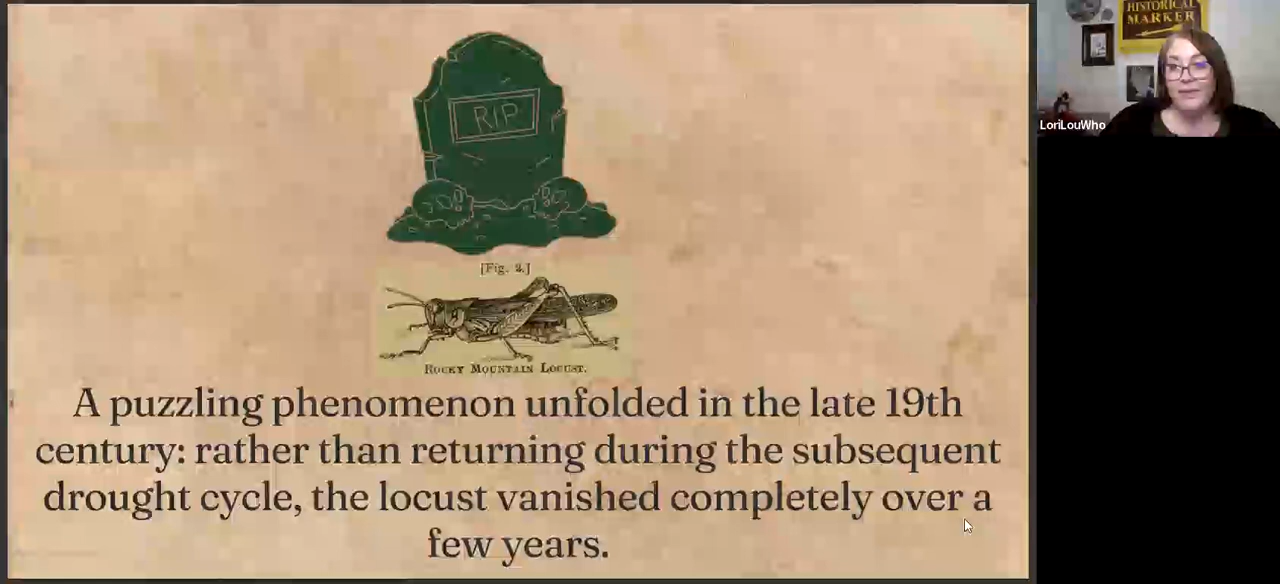 RIP
[Fig. 2.]
ROCKY MOUNTAIN LOCUST.
A puzzling phenomenon unfolded in the late 19th
century: rather than returning during the subsequent
drought cycle, the locust vanished completely over a
few years.
HISTORICAL
MARKER
LoriLouWho